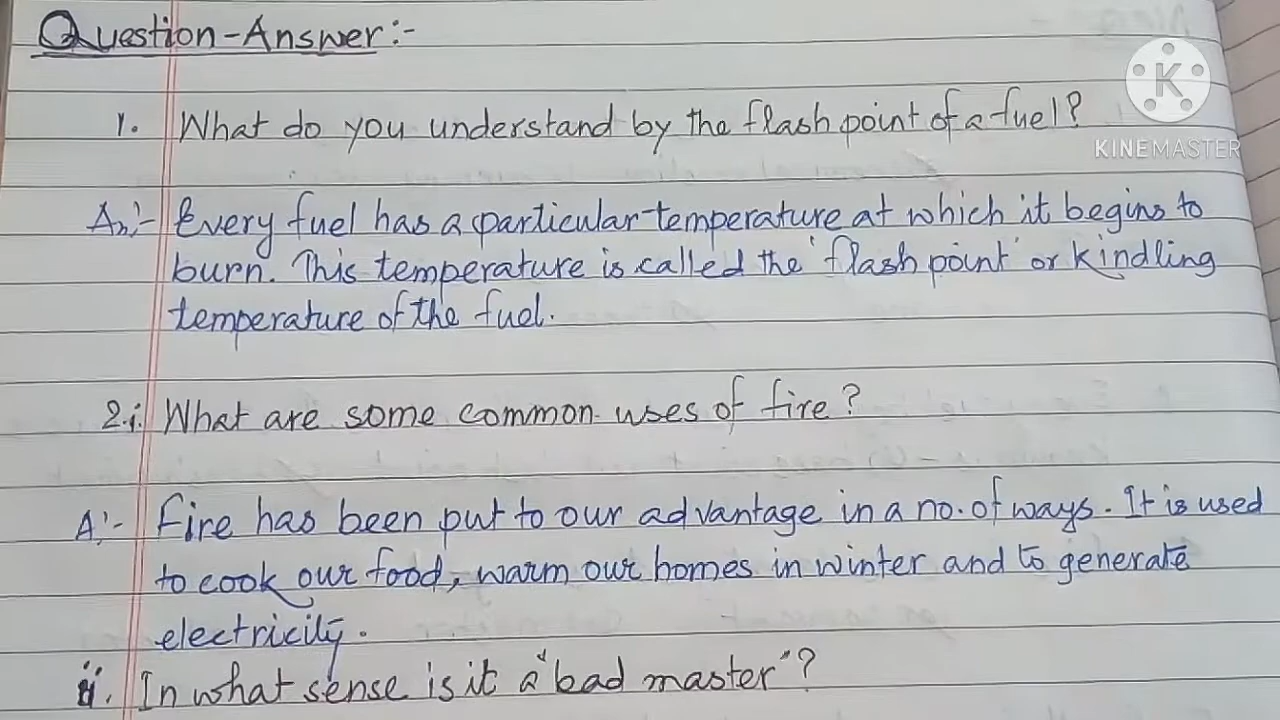 Question-Answer:-
KINEMASTER
1. What do you understand by the flash point of a fuel?
An:- Every fuel has a particular temperature at which it begins to
burn. This temperature is called the 'flash point' or kindling
temperature of the fuel.
2.i. What are some common uses of fire?
A:- Fire has been put to our advantage in a no. of ways. It is used
to cook our food, warm our homes in winter and to generate
electricity.
ii. In what sense is it a "bad master"?